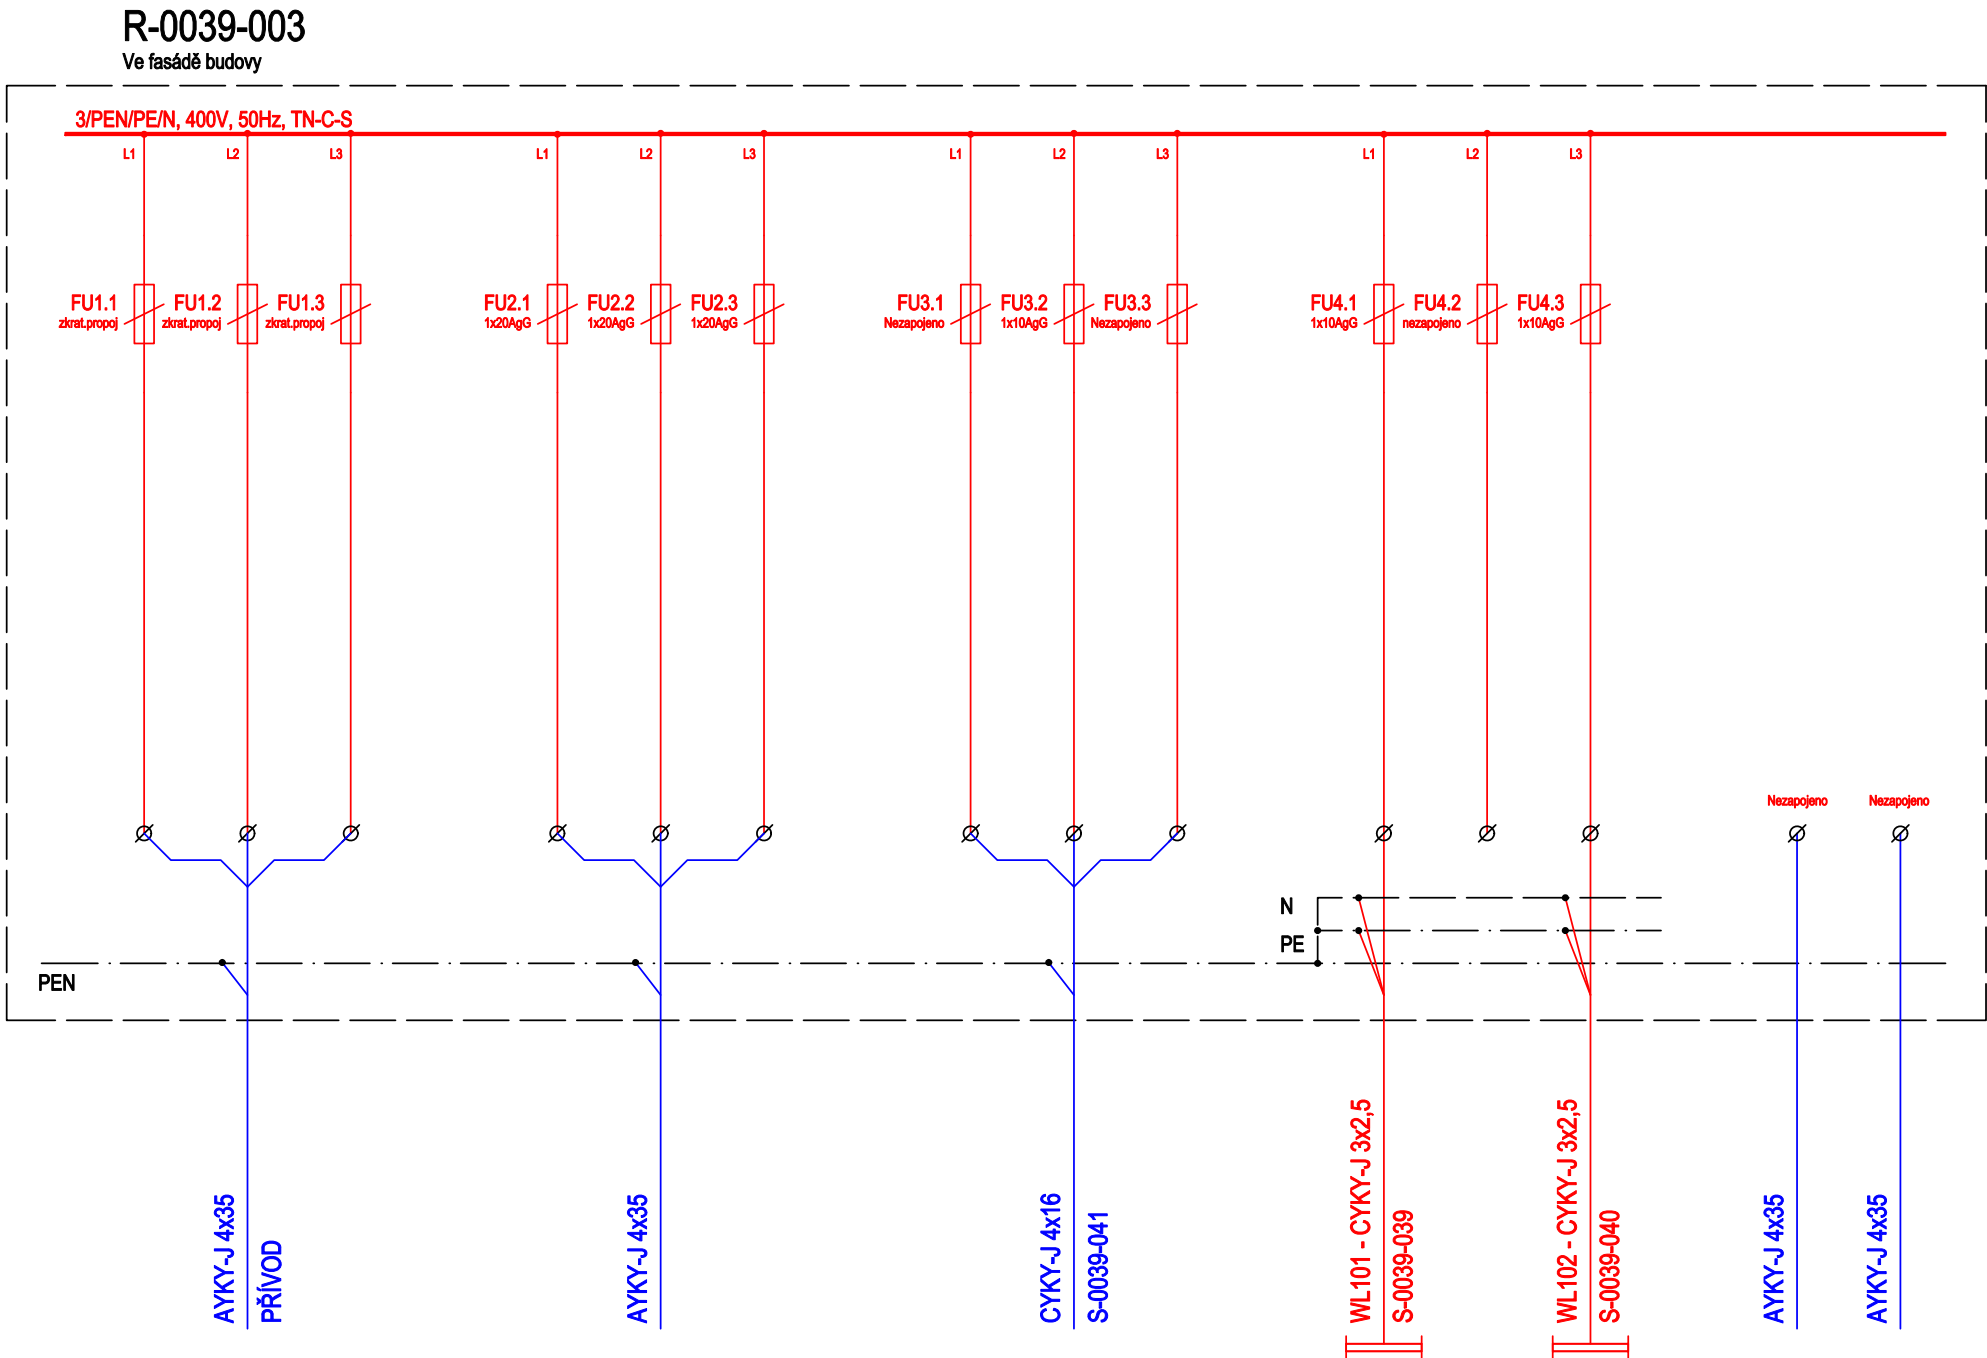 R-0039-003
Ve fasádě budovy
3/PEN/PE/N, 400V, 50Hz, TN-C-S
L1 L2 L3 L1 L2 L3 L1 L2 L3 L1 L2 L3
FU1.1 FU1.2 FU1.3 FU2.1 FU2.2 FU2.3 FU3.1 FU3.2 FU3.3 FU4.1 FU4.2 FU4.3
zkrat.propoj zkrat.propoj zkrat.propoj 1x20AgG 1x20AgG 1x20AgG Nezapojeno 1x10AgG Nezapojeno 1x10AgG nezapojeno 1x10AgG
Nezapojeno Nezapojeno
N
PE
PEN
AYKY-J 4x35
PŘÍVOD
AYKY-J 4x35
CYKY-J 4x16
S-0039-041
WL101 - CYKY-J 3x2,5
S-0039-039
WL102 - CYKY-J 3x2,5
S-0039-040
AYKY-J 4x35
AYKY-J 4x35